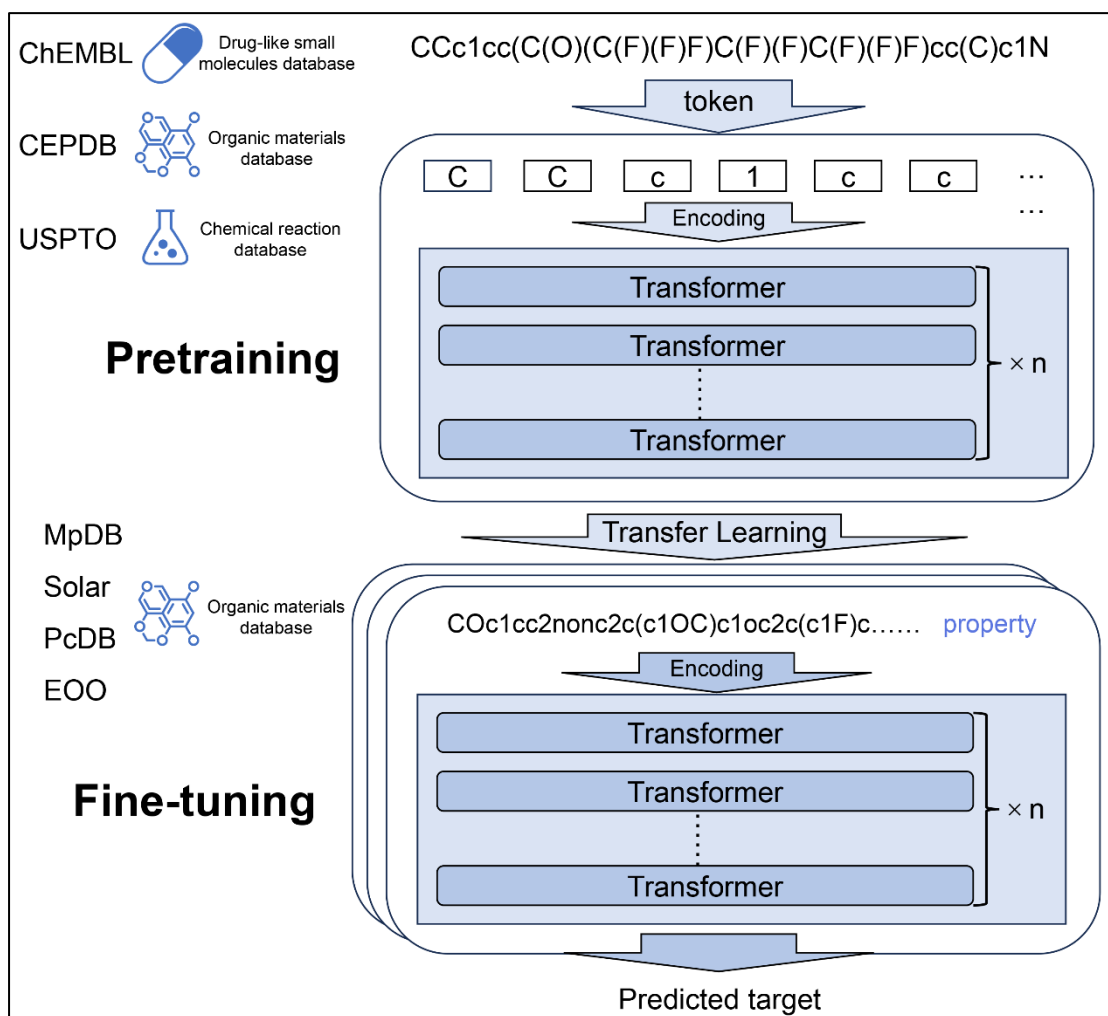 ChEMBL
Drug-like small
molecules database
CEPDB
Organic materials
database
USPTO
Chemical reaction
database
Pretraining
CCc1cc(C(O)(C(F)(F)F)C(F)(F)C(F)(F)F)cc(C)c1N
token
C C c 1 c c ...
...
Encoding
Transformer
Transformer
Transformer
× n
Transfer Learning
MpDB
Solar
PcDB
EOO
Organic materials
database
Fine-tuning
COc1cc2nonc2c(c1OC)c1oc2c(c1F)c…… property
Encoding
Transformer
Transformer
Transformer
× n
Predicted target